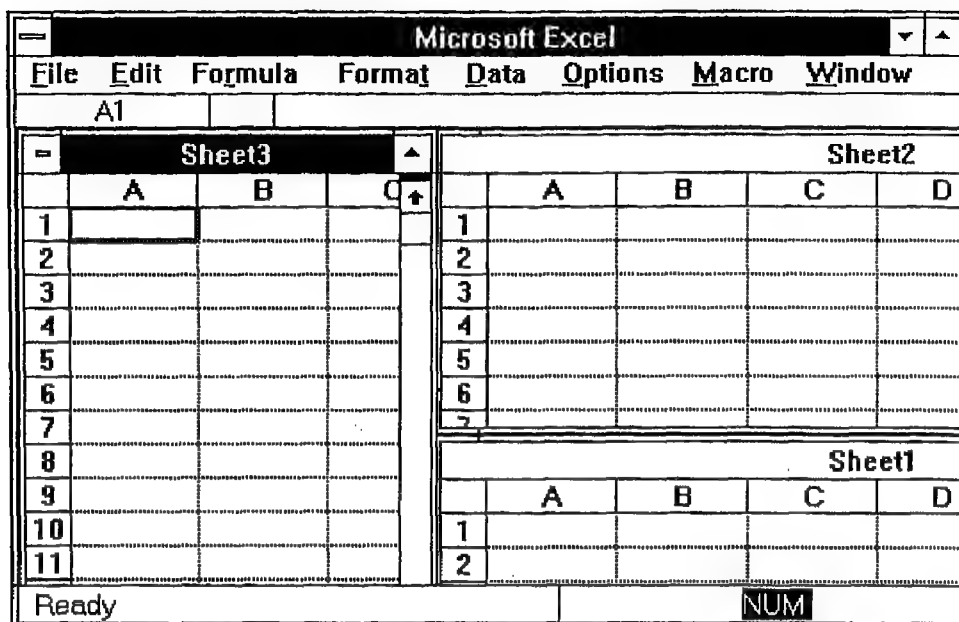 Microsoft Excel
File Edit Formula Format Data Options Macro Window
A1
Sheet3
A B C
1
2
3
4
5
6
7
8
9
10
11
Sheet2
A B C D
1
2
3
4
5
6
7
Sheet1
A B C D
1
2
Ready NUM